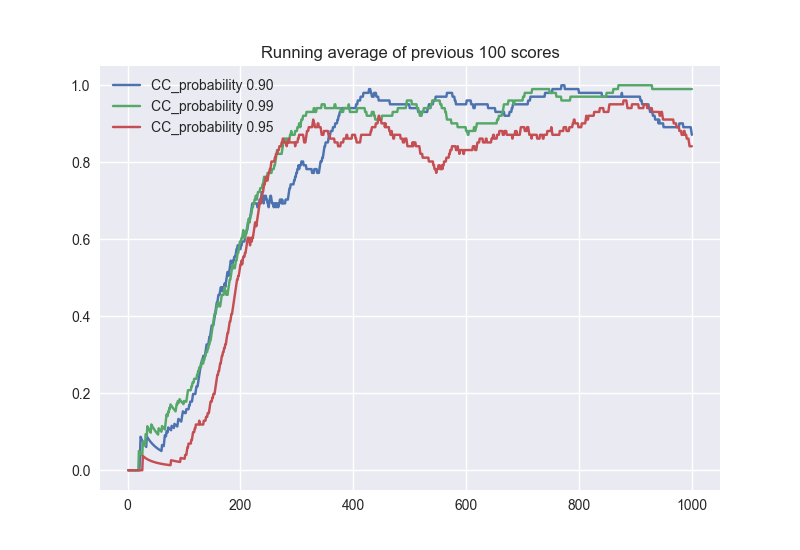 Running average of previous 100 scores
CC_probability 0.90
CC_probability 0.99
CC_probability 0.95
1.0
0.8
0.6
0.4
0.2
0.0
0 200 400 600 800 1000